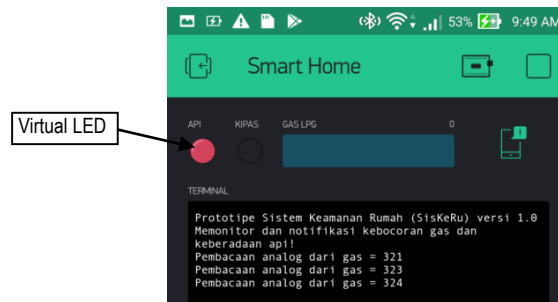 53% 9:49 AM
Smart Home
Virtual LED
API KIPAS GAS LPG 0
TERMINAL
Prototipe Sistem Keamanan Rumah (SisKeRu) versi 1.0
Memonitor dan notifikasi kebocoran gas dan
keberadaan api!
Pembacaan analog dari gas = 321
Pembacaan analog dari gas = 323
Pembacaan analog dari gas = 324